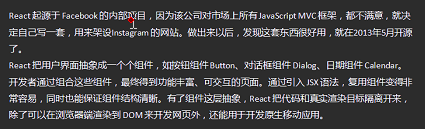 React 起源于 Facebook 的内部项目，因为该公司对市场上所有 JavaScript MVC 框架，都不满意，就决
定自己写一套，用来架设Instagram 的网站。做出来以后，发现这套东西很好用，就在2013年5月开源
了。
React 把用户界面抽象成一个个组件，如按钮组件 Button、对话框组件 Dialog、日期组件 Calendar。
开发者通过组合这些组件，最终得到功能丰富、可交互的页面。通过引入 JSX 语法，复用组件变得非
常容易，同时也能保证组件结构清晰。有了组件这层抽象，React 把代码和真实渲染目标隔离开来，
除了可以在浏览器端渲染到 DOM 来开发网页外，还能用于开发原生移动应用。